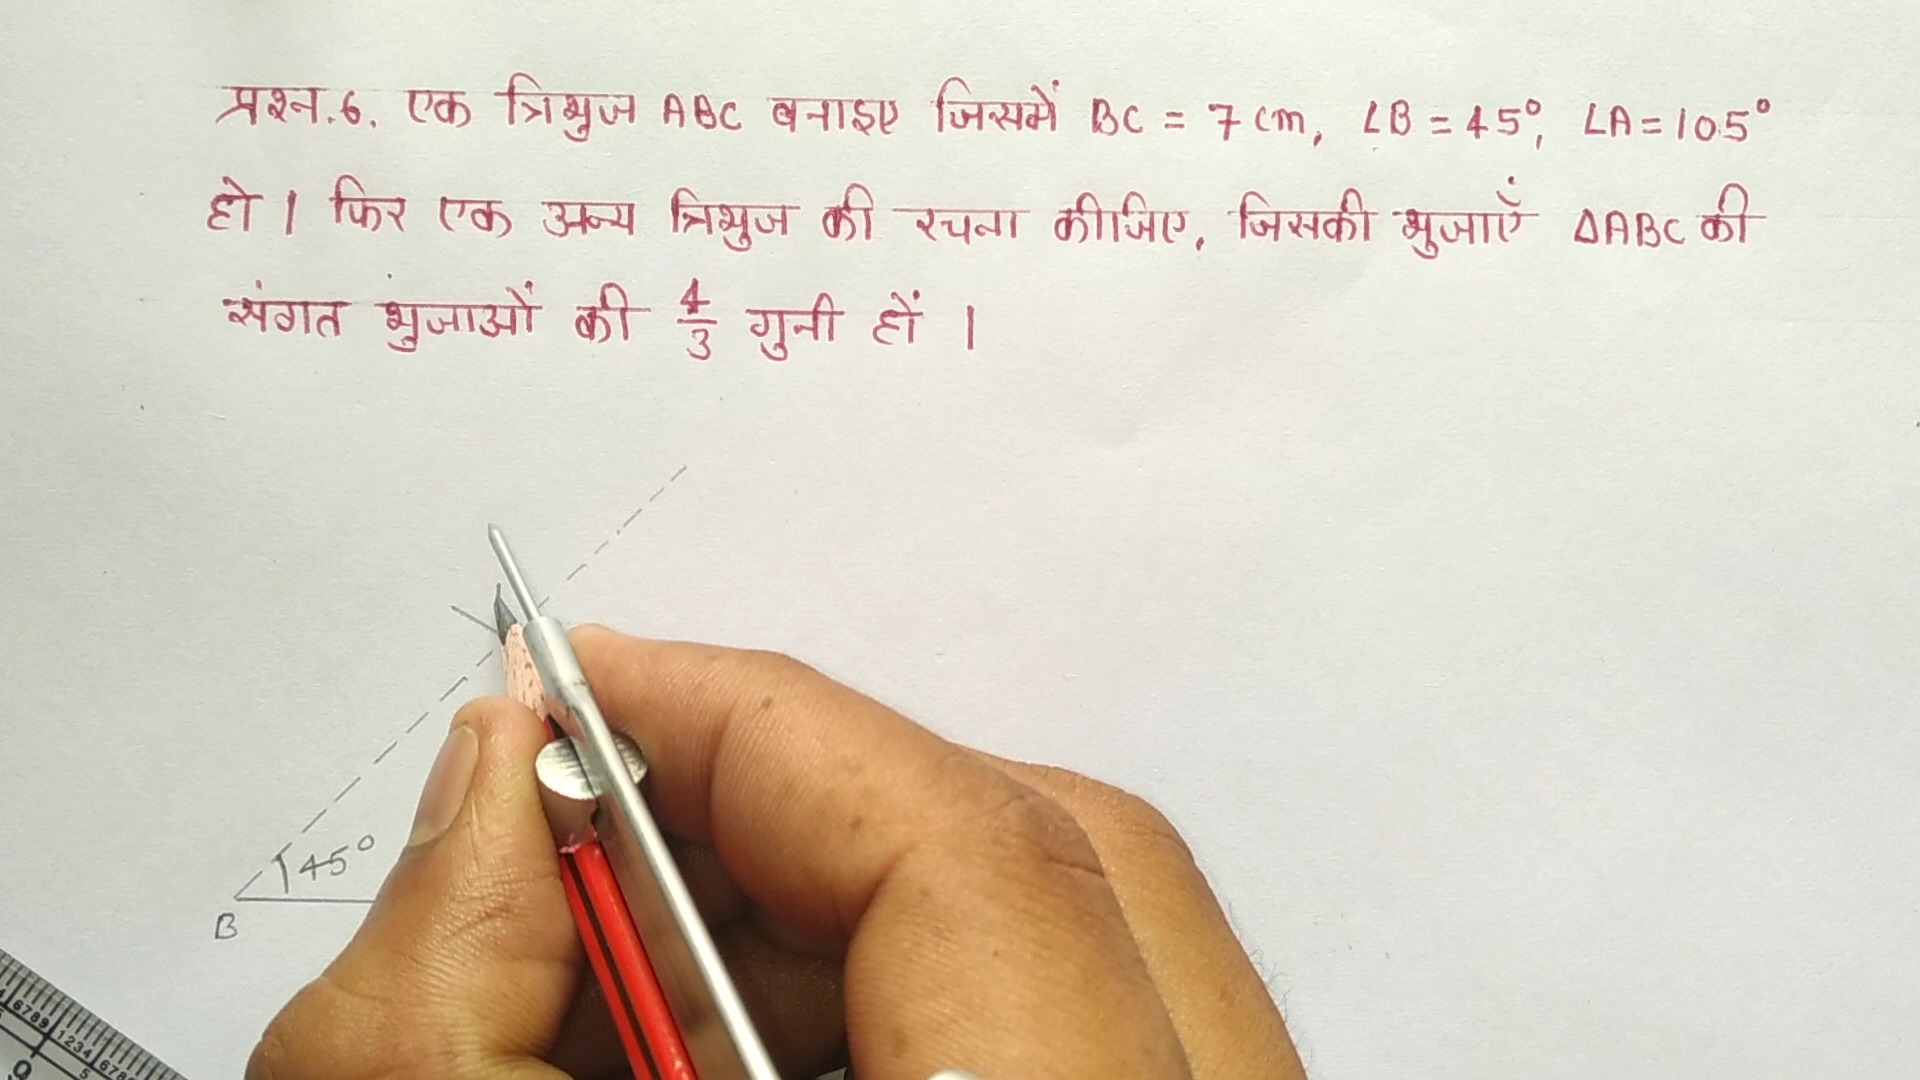 प्रश्न.6. एक त्रिभुज ABC बनाइए जिसमें BC = 7 cm, ∠B = 45°, ∠A = 105°
हो । फिर एक अन्य त्रिभुज की रचना कीजिए, जिसकी भुजाएँ ΔABC की
संगत भुजाओं की 4/3 गुनी हों ।
45°
B